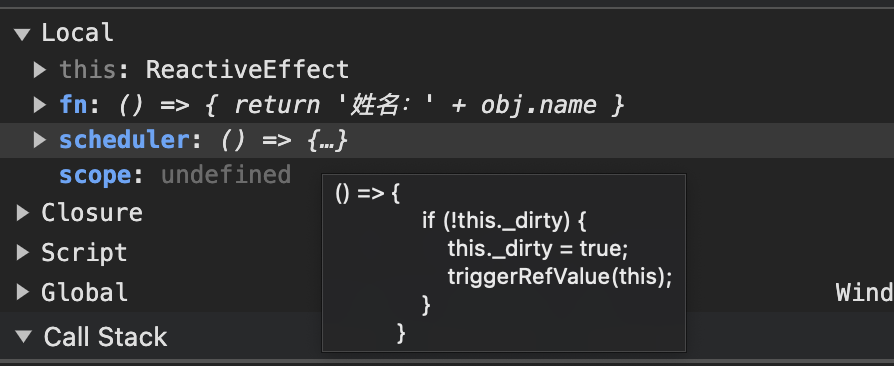 ▼ Local
▶ this: ReactiveEffect
▶ fn: () => { return '姓名：' + obj.name }
▶ scheduler: () => {…}
scope: undefined
▶ Closure
▶ Script
▶ Global Wind
▼ Call Stack
() => {
if (!this._dirty) {
this._dirty = true;
triggerRefValue(this);
}
}